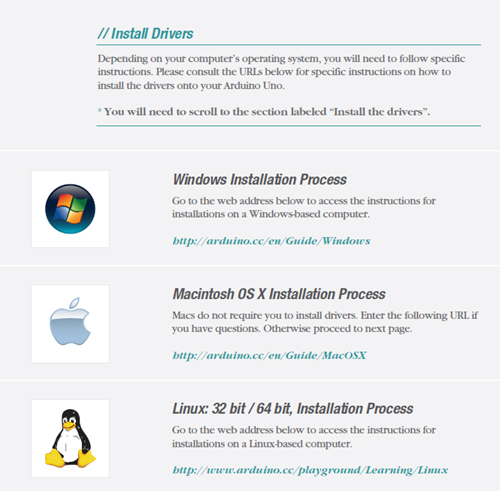 // Install Drivers
Depending on your computer's operating system, you will need to follow specific
instructions. Please consult the URLs below for specific instructions on how to
install the drivers onto your Arduino Uno.
* You will need to scroll to the section labeled “Install the drivers”.
Windows Installation Process
Go to the web address below to access the instructions for
installations on a Windows-based computer.
http://arduino.cc/en/Guide/Windows
Macintosh OS X Installation Process
Macs do not require you to install drivers. Enter the following URL if
you have questions. Otherwise proceed to next page.
http://arduino.cc/en/Guide/MacOSX
Linux: 32 bit / 64 bit, Installation Process
Go to the web address below to access the instructions for
installations on a Linux-based computer.
http://www.arduino.cc/playground/Learning/Linux